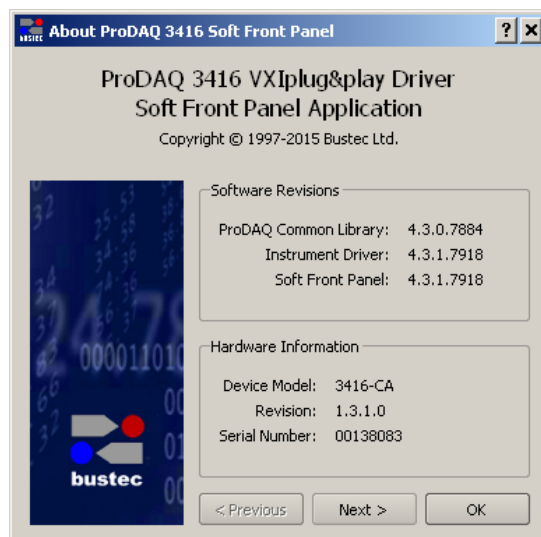 BUSTEC About ProDAQ 3416 Soft Front Panel
ProDAQ 3416 VXIplug&play Driver
Soft Front Panel Application
Copyright © 1997-2015 Bustec Ltd.
Software Revisions
ProDAQ Common Library: 4.3.0.7884
Instrument Driver: 4.3.1.7918
Soft Front Panel: 4.3.1.7918
Hardware Information
Device Model: 3416-CA
Revision: 1.3.1.0
Serial Number: 00138083
000011010
bustec
< Previous Next > OK